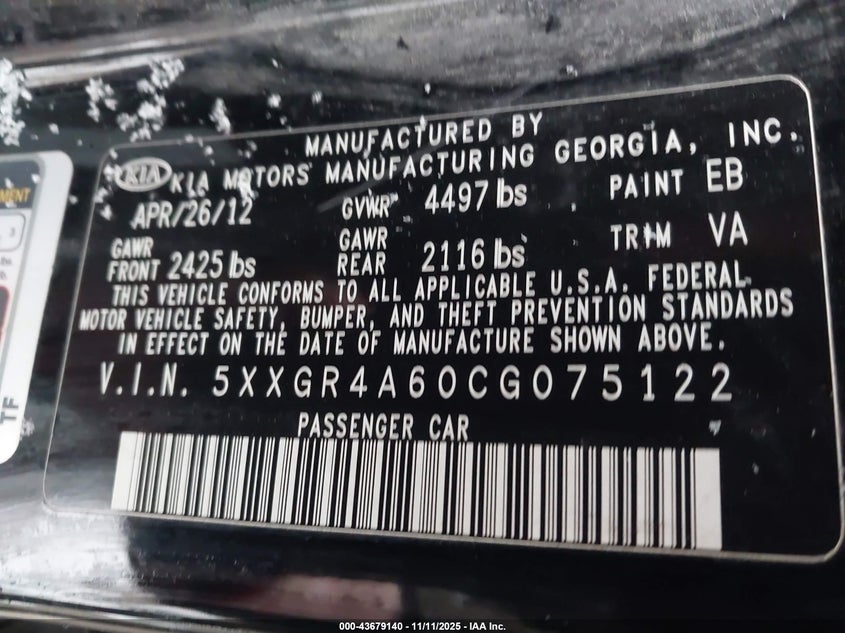 MANUFACTURED BY
KIA KIA MOTORS MANUFACTURING GEORGIA, INC.
APR/26/12 GVWR 4497 lbs PAINT EB
GAWR FRONT 2425 lbs GAWR REAR 2116 lbs TRIM VA
THIS VEHICLE CONFORMS TO ALL APPLICABLE U.S.A. FEDERAL
MOTOR VEHICLE SAFETY, BUMPER, AND THEFT PREVENTION STANDARDS
IN EFFECT ON THE DATE OF MANUFACTURE SHOWN ABOVE.
V.I.N. 5XXGR4A60CG075122
PASSENGER CAR
TF
000-43679140 - 11/11/2025 - IAA Inc.